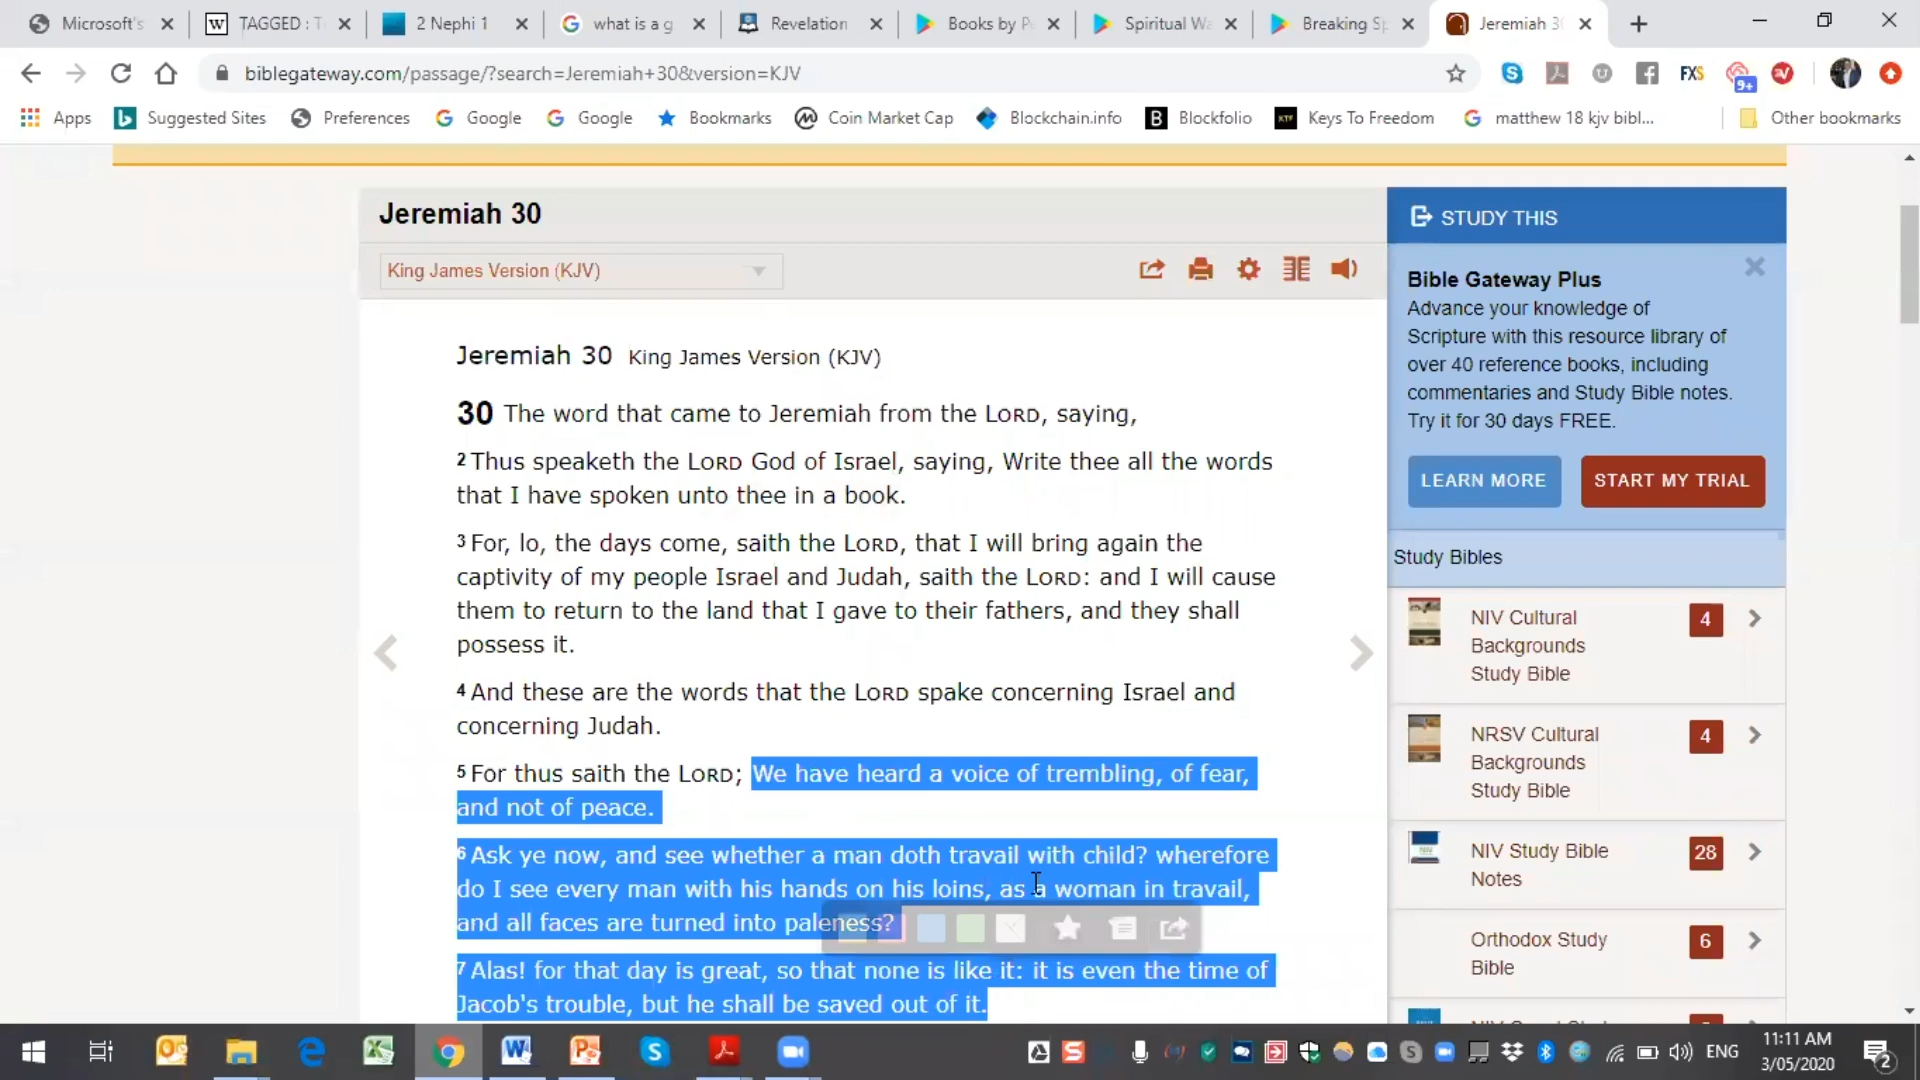 Microsoft's
TAGGED : T
2 Nephi 1
what is a g
Revelation
Books by P
Spiritual Wa
Breaking Sp
Jeremiah 30
biblegateway.com/passage/?search=Jeremiah+30&version=KJV
FXS
9+
Apps
Suggested Sites
Preferences
Google
Google
Bookmarks
Coin Market Cap
Blockchain.info
Blockfolio
Keys To Freedom
matthew 18 kjv bibl...
Other bookmarks
Jeremiah 30
King James Version (KJV)
Jeremiah 30 King James Version (KJV)
30 The word that came to Jeremiah from the LORD, saying,
2 Thus speaketh the LORD God of Israel, saying, Write thee all the words
that I have spoken unto thee in a book.
3 For, lo, the days come, saith the LORD, that I will bring again the
captivity of my people Israel and Judah, saith the LORD: and I will cause
them to return to the land that I gave to their fathers, and they shall
possess it.
4 And these are the words that the LORD spake concerning Israel and
concerning Judah.
5 For thus saith the LORD; We have heard a voice of trembling, of fear,
and not of peace.
6 Ask ye now, and see whether a man doth travail with child? wherefore
do I see every man with his hands on his loins, as a woman in travail,
and all faces are turned into paleness?
7 Alas! for that day is great, so that none is like it: it is even the time of
Jacob's trouble, but he shall be saved out of it.
STUDY THIS
Bible Gateway Plus
Advance your knowledge of
Scripture with this resource library of
over 40 reference books, including
commentaries and Study Bible notes.
Try it for 30 days FREE.
LEARN MORE
START MY TRIAL
Study Bibles
NIV Cultural
Backgrounds
Study Bible
4
NRSV Cultural
Backgrounds
Study Bible
4
NIV Study Bible
Notes
28
Orthodox Study
Bible
6
ENG
11:11 AM
3/05/2020
2